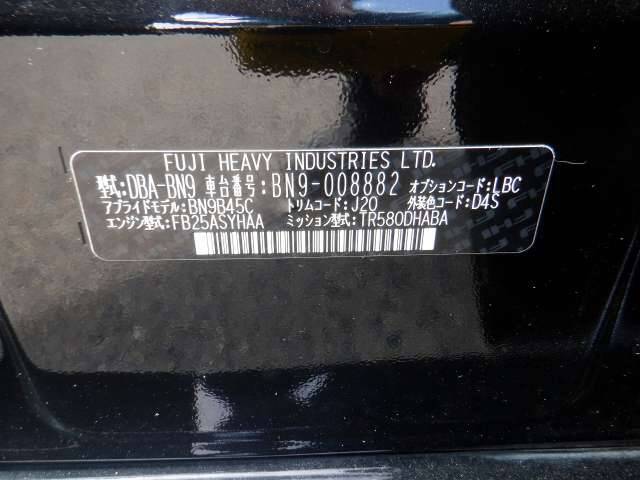 FUJI HEAVY INDUSTRIES LTD.
型式:DBA-BN9 車台番号:BN9-008882 オプションコード:LBC
アプライドモデル:BN9B45C トリムコード:J20 外装色コード:D4S
エンジン型式:FB25ASYHAA ミッション型式:TR580DHABA